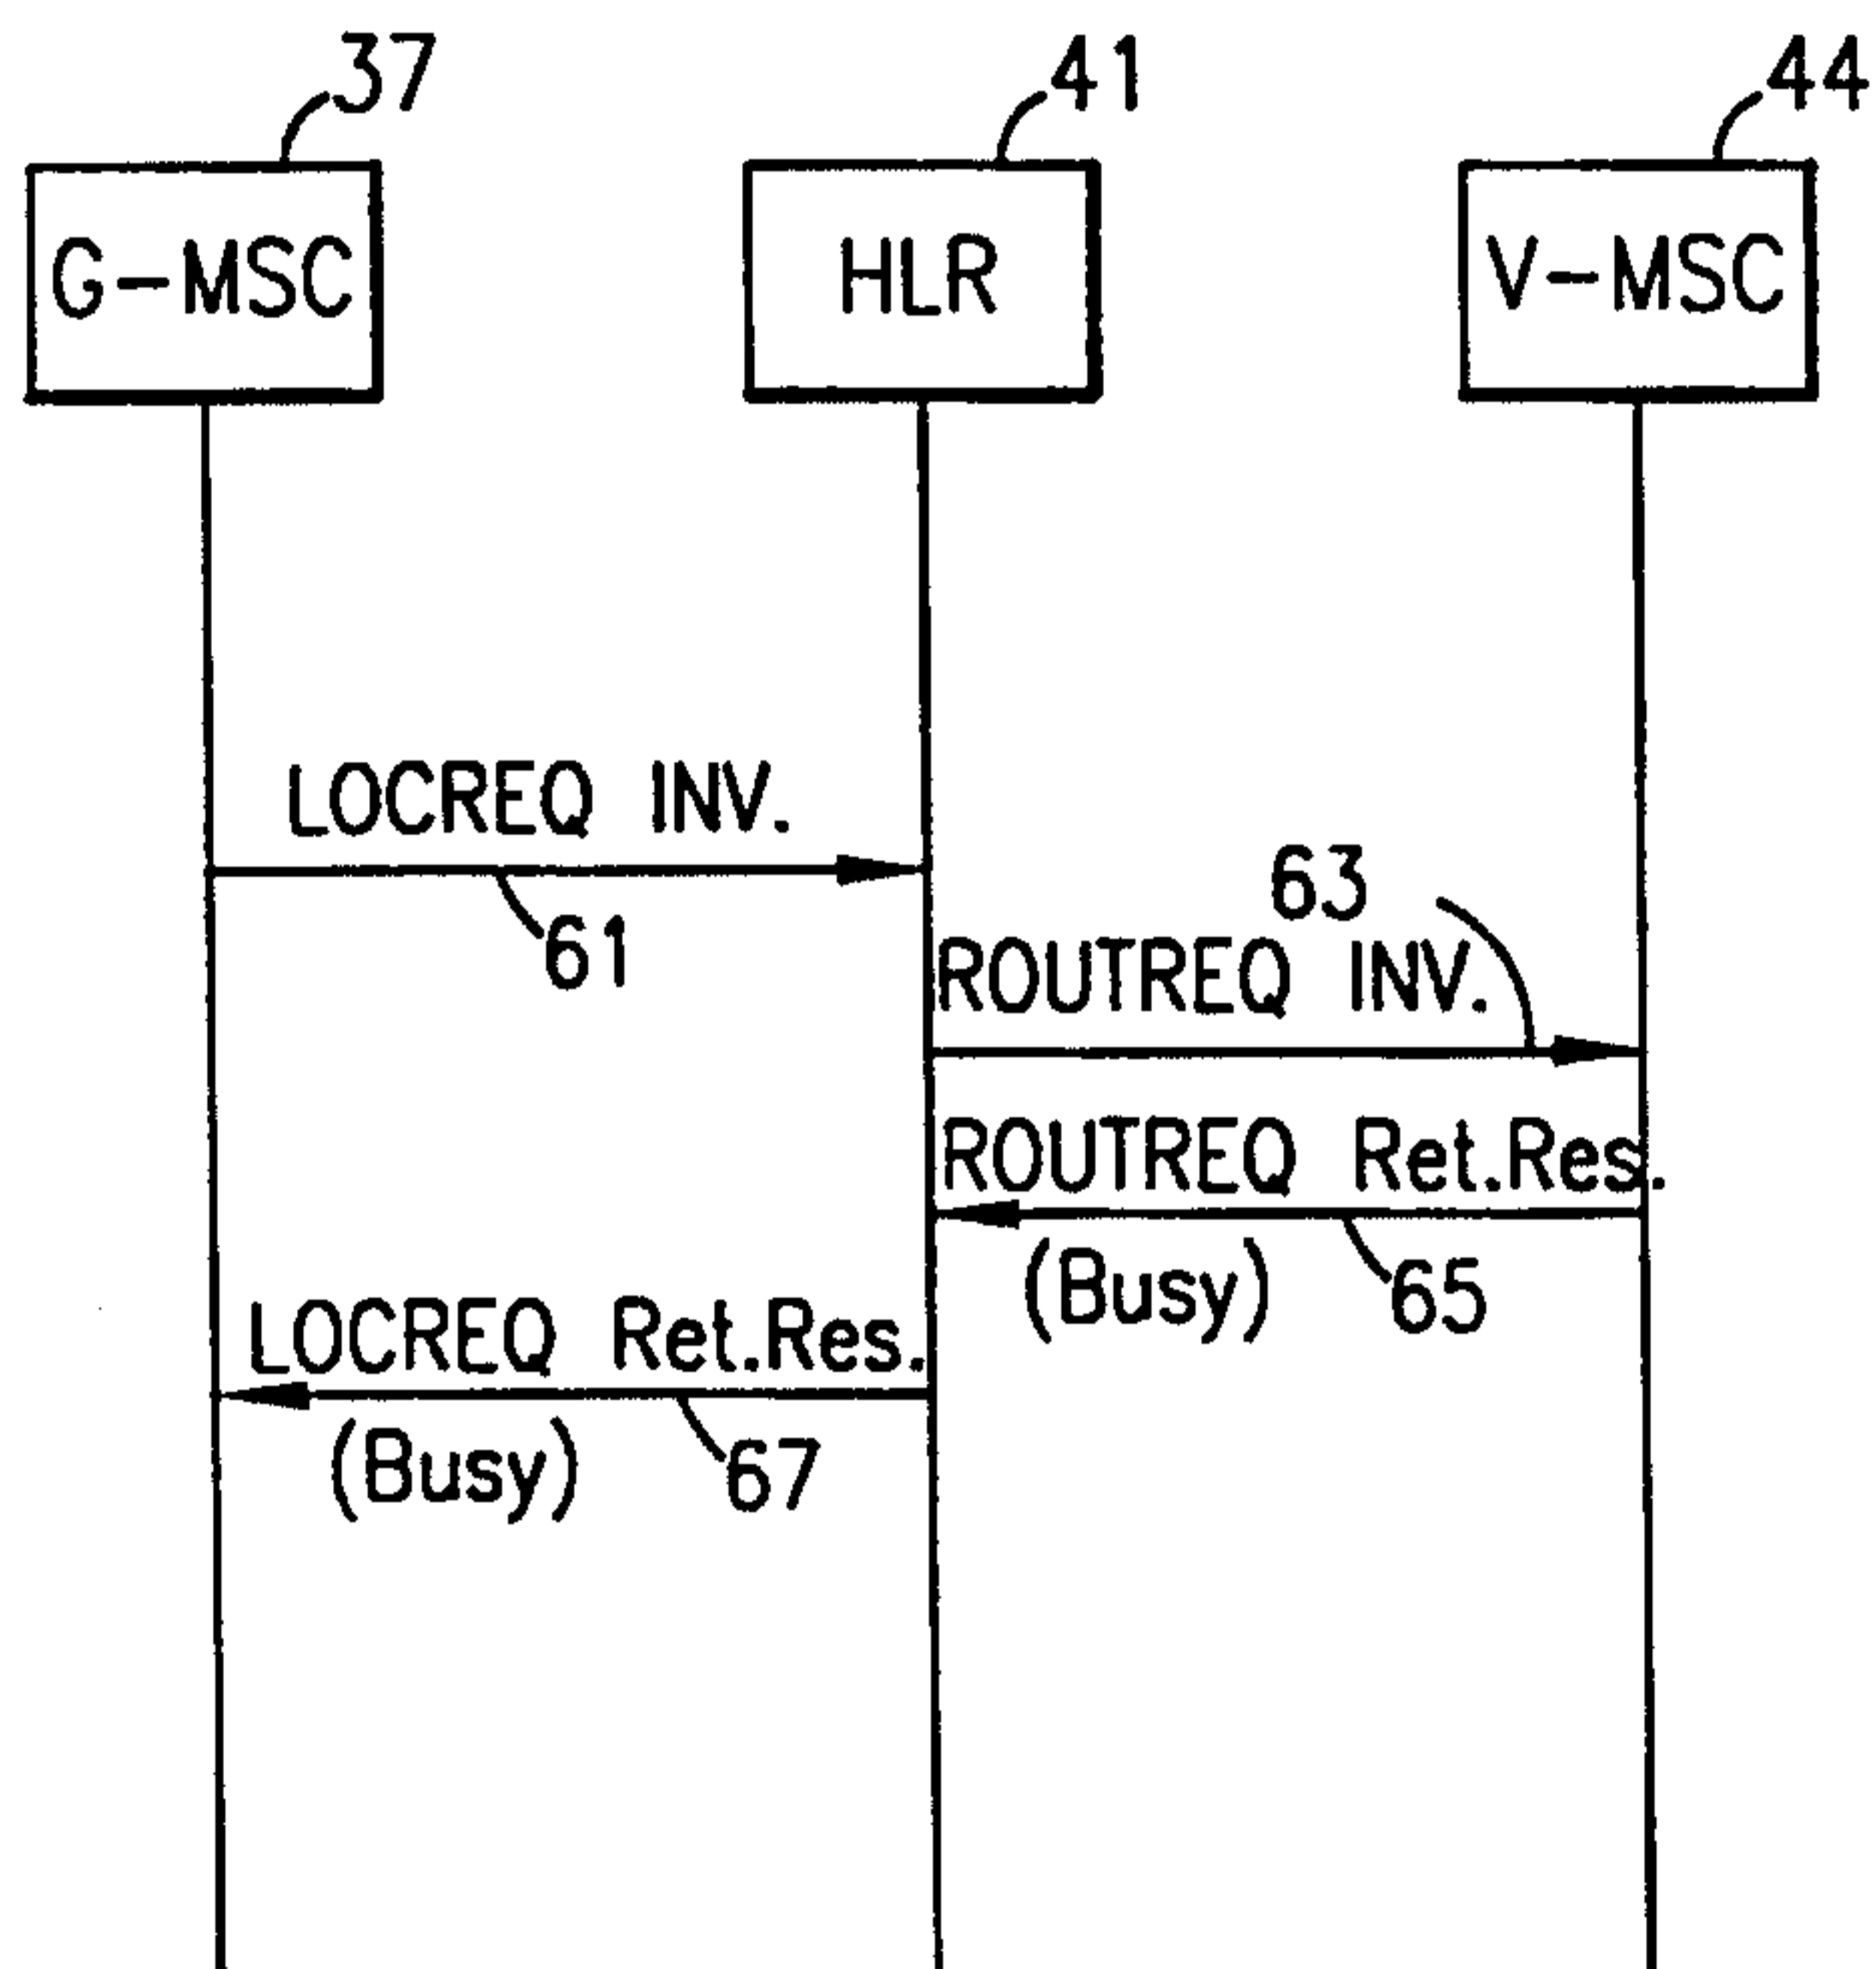 37
41
44
G-MSC
HLR
V-MSC
LOCREQ INV.
61
63
ROUTREQ INV.
ROUTREQ Ret.Res.
(Busy)
65
LOCREQ Ret.Res.
(Busy)
67